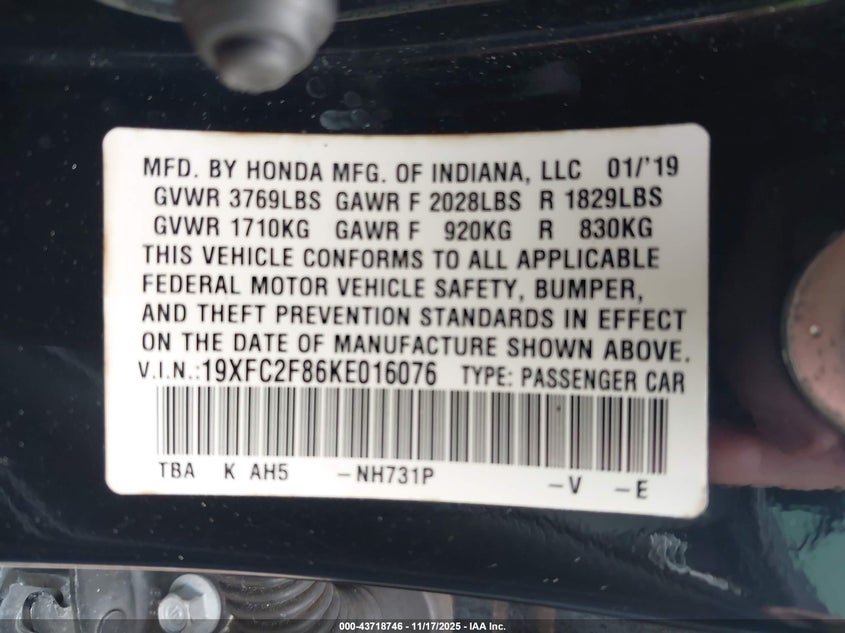 MFD. BY HONDA MFG. OF INDIANA, LLC 01/'19
GVWR 3769LBS GAWR F 2028LBS R 1829LBS
GVWR 1710KG GAWR F 920KG R 830KG
THIS VEHICLE CONFORMS TO ALL APPLICABLE
FEDERAL MOTOR VEHICLE SAFETY, BUMPER,
AND THEFT PREVENTION STANDARDS IN EFFECT
ON THE DATE OF MANUFACTURE SHOWN ABOVE.
V.I.N.:19XFC2F86KE016076 TYPE: PASSENGER CAR
TBA K AH5 -NH731P -V -E
000-43718746 - 11/17/2025 - IAA Inc.